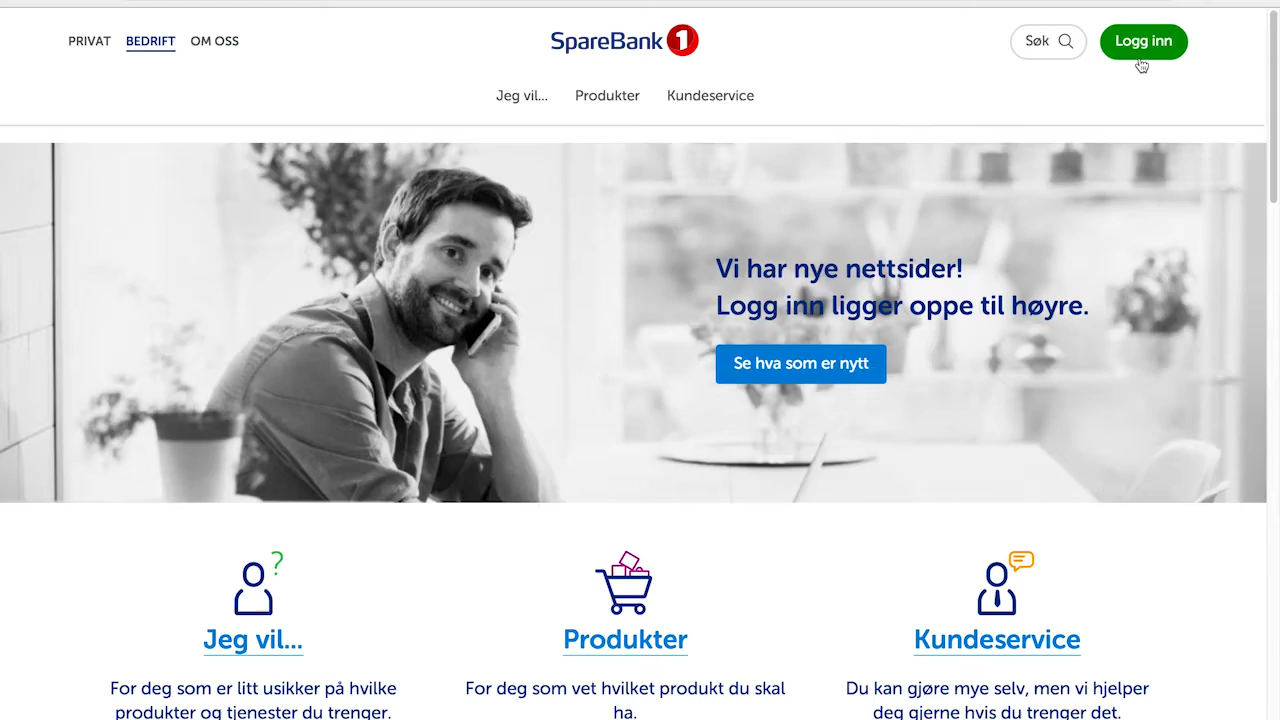 PRIVAT BEDRIFT OM OSS
SpareBank 1
Søk
Logg inn
Jeg vil... Produkter Kundeservice
Vi har nye nettsider!
Logg inn ligger oppe til høyre.
Se hva som er nytt
?
Jeg vil...
For deg som er litt usikker på hvilke
produkter og tjenester du trenger.
Produkter
For deg som vet hvilket produkt du skal
ha.
Kundeservice
Du kan gjøre mye selv, men vi hjelper
deg gjerne hvis du trenger det.